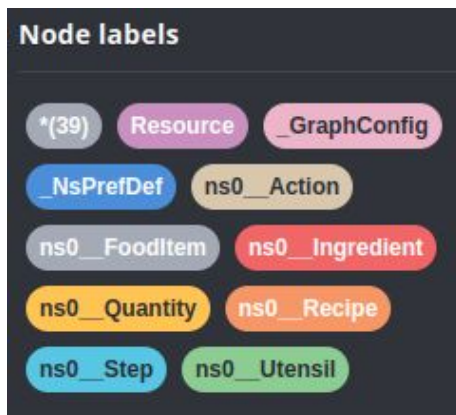 Node labels
*(39) Resource _GraphConfig
_NsPrefDef ns0__Action
ns0__FoodItem ns0__Ingredient
ns0__Quantity ns0__Recipe
ns0__Step ns0__Utensil